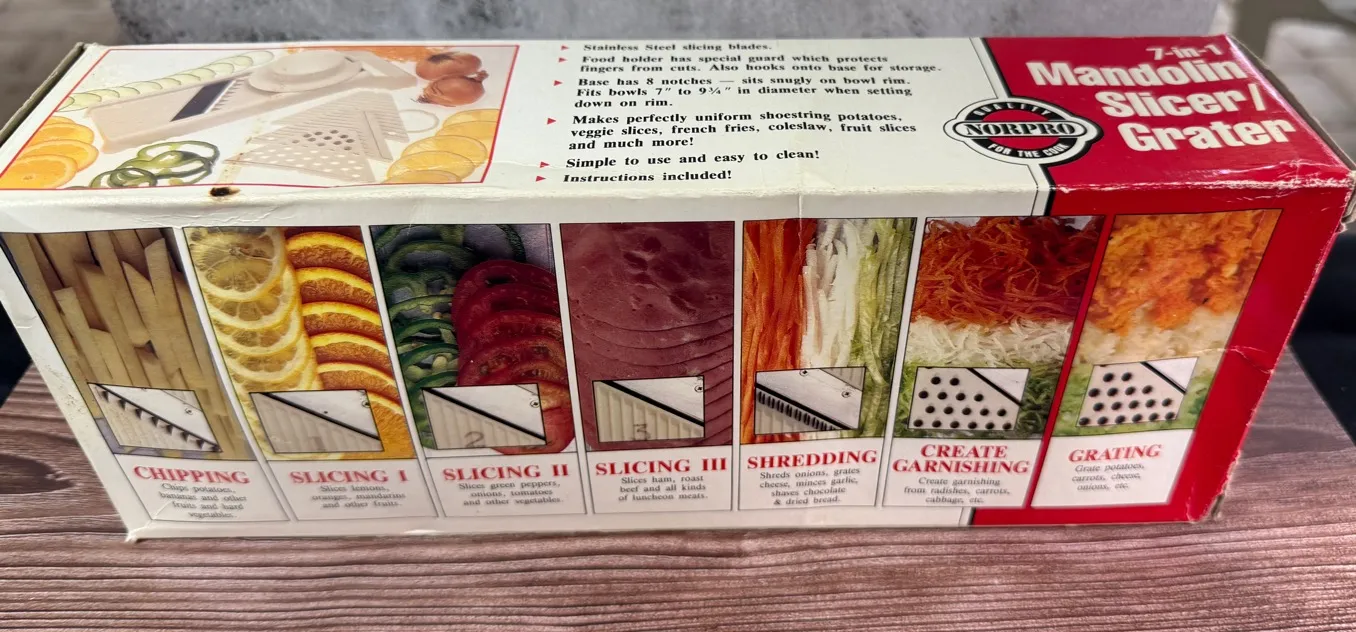 Stainless Steel slicing blades.
Food holder has special guard which protects
fingers from cuts. Also hooks onto base for storage.
Base has 8 notches — sits snugly on bowl rim.
Fits bowls 7" to 9¾" in diameter when setting
down on rim.
Makes perfectly uniform shoestring potatoes,
veggie slices, french fries, coleslaw, fruit slices
and much more!
Simple to use and easy to clean!
Instructions included!
QUALITY
NORPRO
FOR THE COOK
7-in-1
Mandolin
Slicer/
Grater
1
2
3
CHIPPING
Chips potatoes,
bananas and other
fruits and hard
vegetables.
SLICING I
Slices lemons,
oranges, mandarins
and other fruits.
SLICING II
Slices green peppers,
onions, tomatoes
and other vegetables.
SLICING III
Slices ham, roast
beef and all kinds
of luncheon meats.
SHREDDING
Shreds onions, grates
cheese, minces garlic,
shaves chocolate
& dried bread.
CREATE
GARNISHING
Create garnishing
from radishes, carrots,
cabbage, etc.
GRATING
Grate potatoes,
carrots, cheese,
onions, etc.